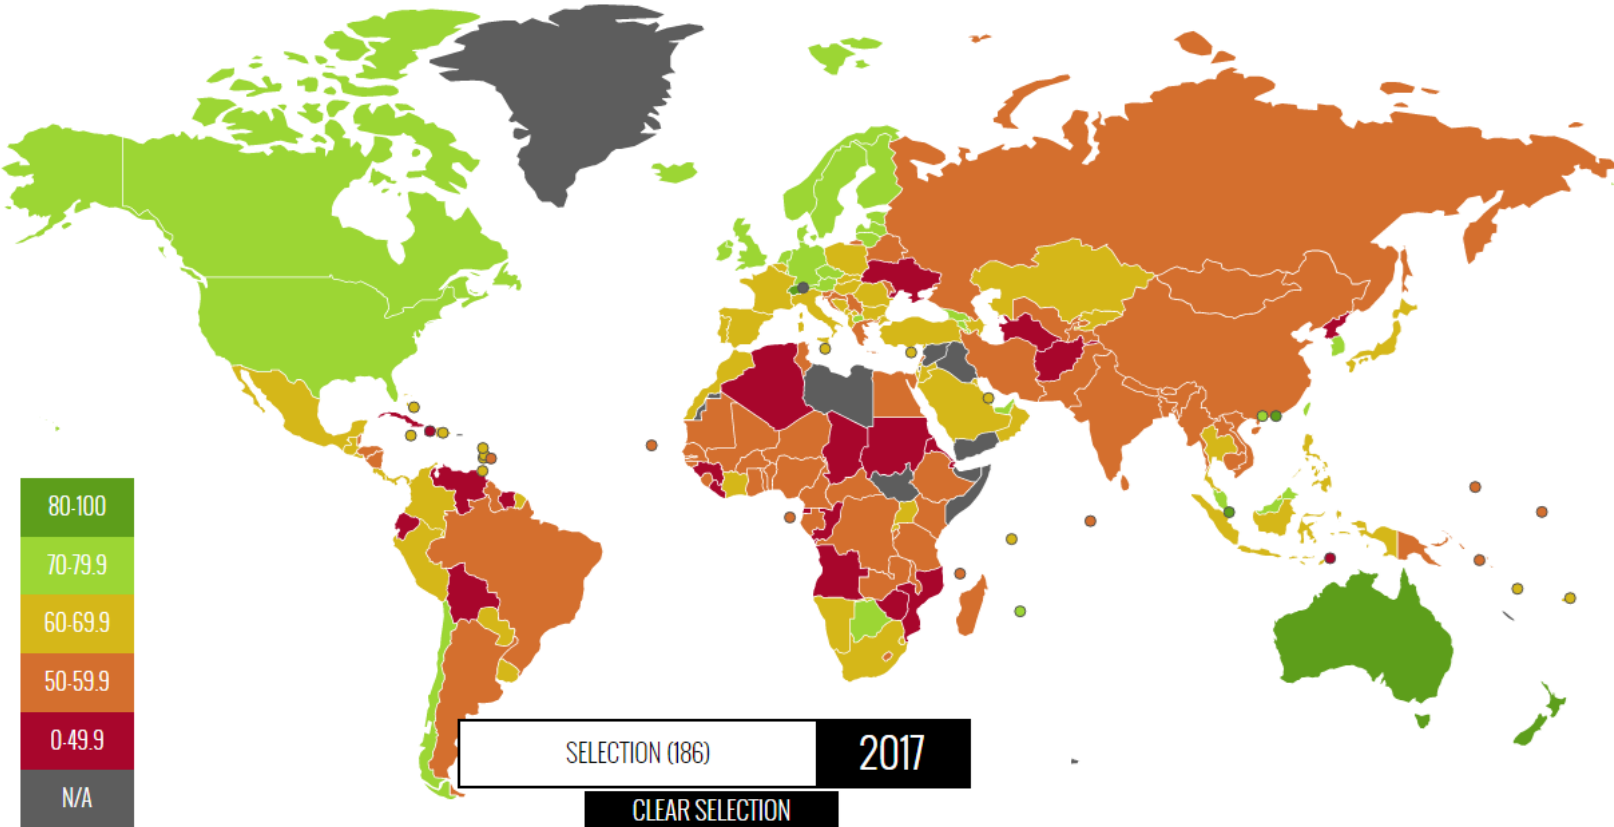 80-100
70-79.9
60-69.9
50-59.9
0-49.9
N/A
SELECTION (186)
2017
CLEAR SELECTION